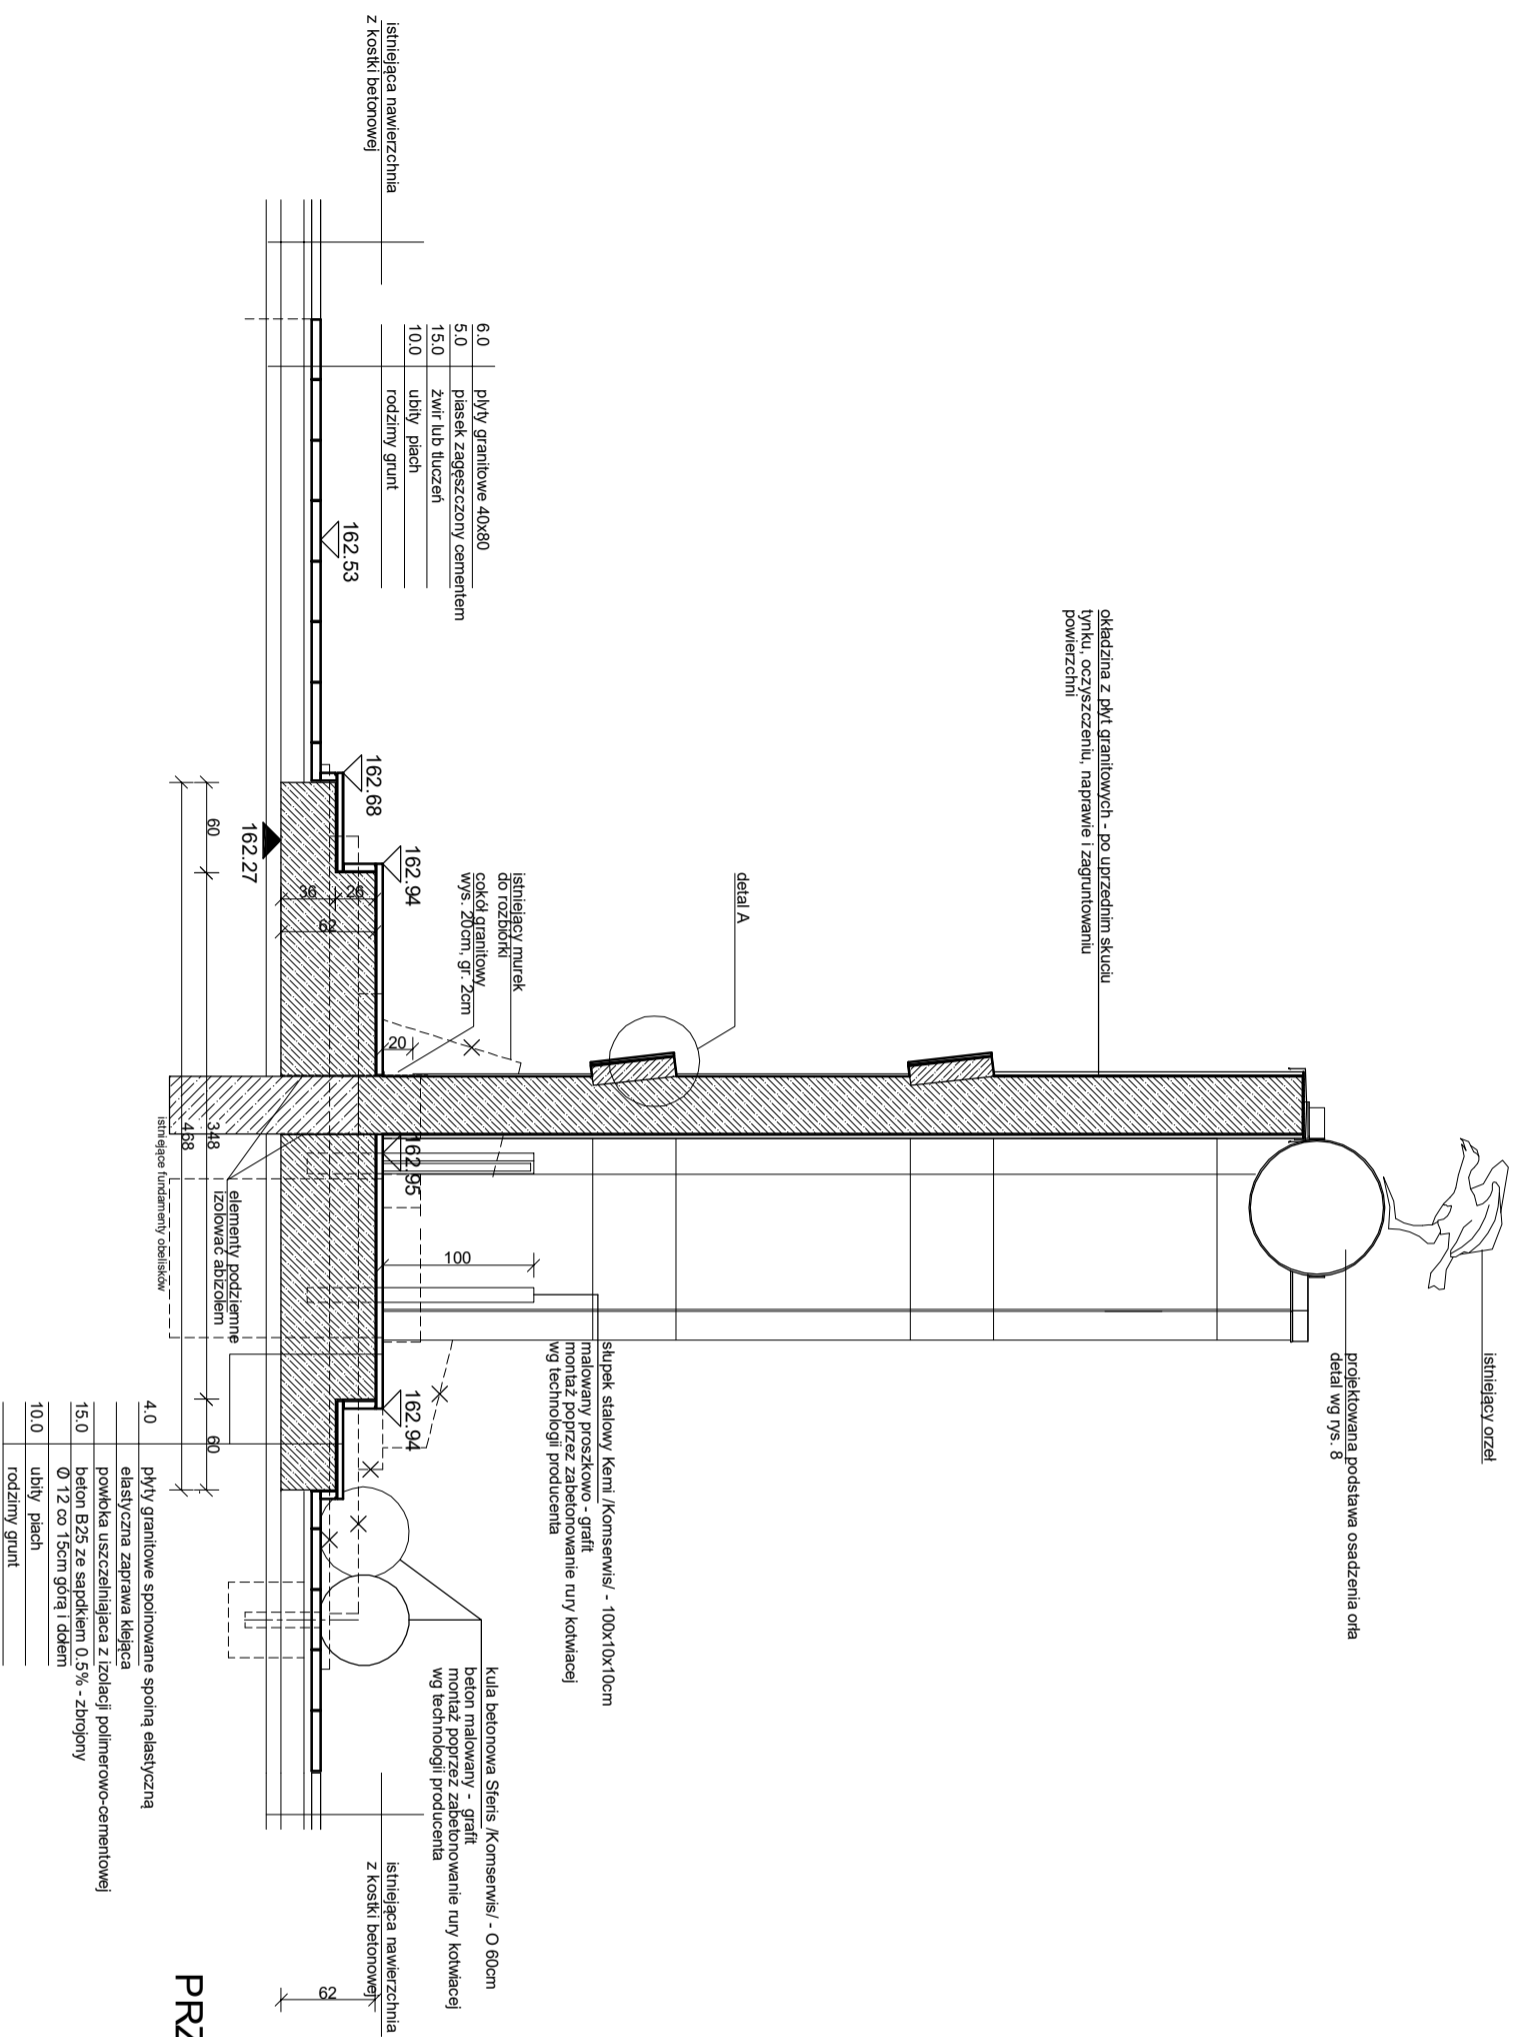 istniejąca nawierzchnia
z kostki betonowej
6.0 płyty granitowe 40x80
5.0 piasek zagęszczony cementem
15.0 żwir lub tłuczeń
10.0 ubity piach
rodzimy grunt
162.53
162.68
162.94
162.27
60
36
26
62
okładzina z płyt granitowych - po uprzednim skuciu
tynku, oczyszczeniu, naprawie i zagruntowaniu
powierzchni
detal A
istniejący murek
do rozbiórki
cokół granitowy
wys. 20cm, gr. 2cm
20
162.95
348
468
istniejące fundamenty obelisków
elementy podziemne
izolować abizolem
100
162.94
60
istniejący orzeł
projektowana podstawa osadzenia orła
detal wg rys. 8
słupek stalowy Kemi /Komserwis/ - 100x10x10cm
malowany proszkowo - grafit
montaż poprzez zabetonowanie rury kotwiacej
wg technologii producenta
kula betonowa Sferis /Komserwis/ - O 60cm
beton malowany - grafit
montaż poprzez zabetonowanie rury kotwiacej
wg technologii producenta
4.0 płyty granitowe spoinowane spoiną elastyczną
elastyczna zaprawa klejąca
powłoka uszczelniajaca z izolacji polimerowo-cementowej
15.0 beton B25 ze sapdkiem 0.5% - zbrojony
Ø 12 co 15cm górą i dołem
10.0 ubity piach
rodzimy grunt
istniejąca nawierzchnia
z kostki betonowej
62
PRZ